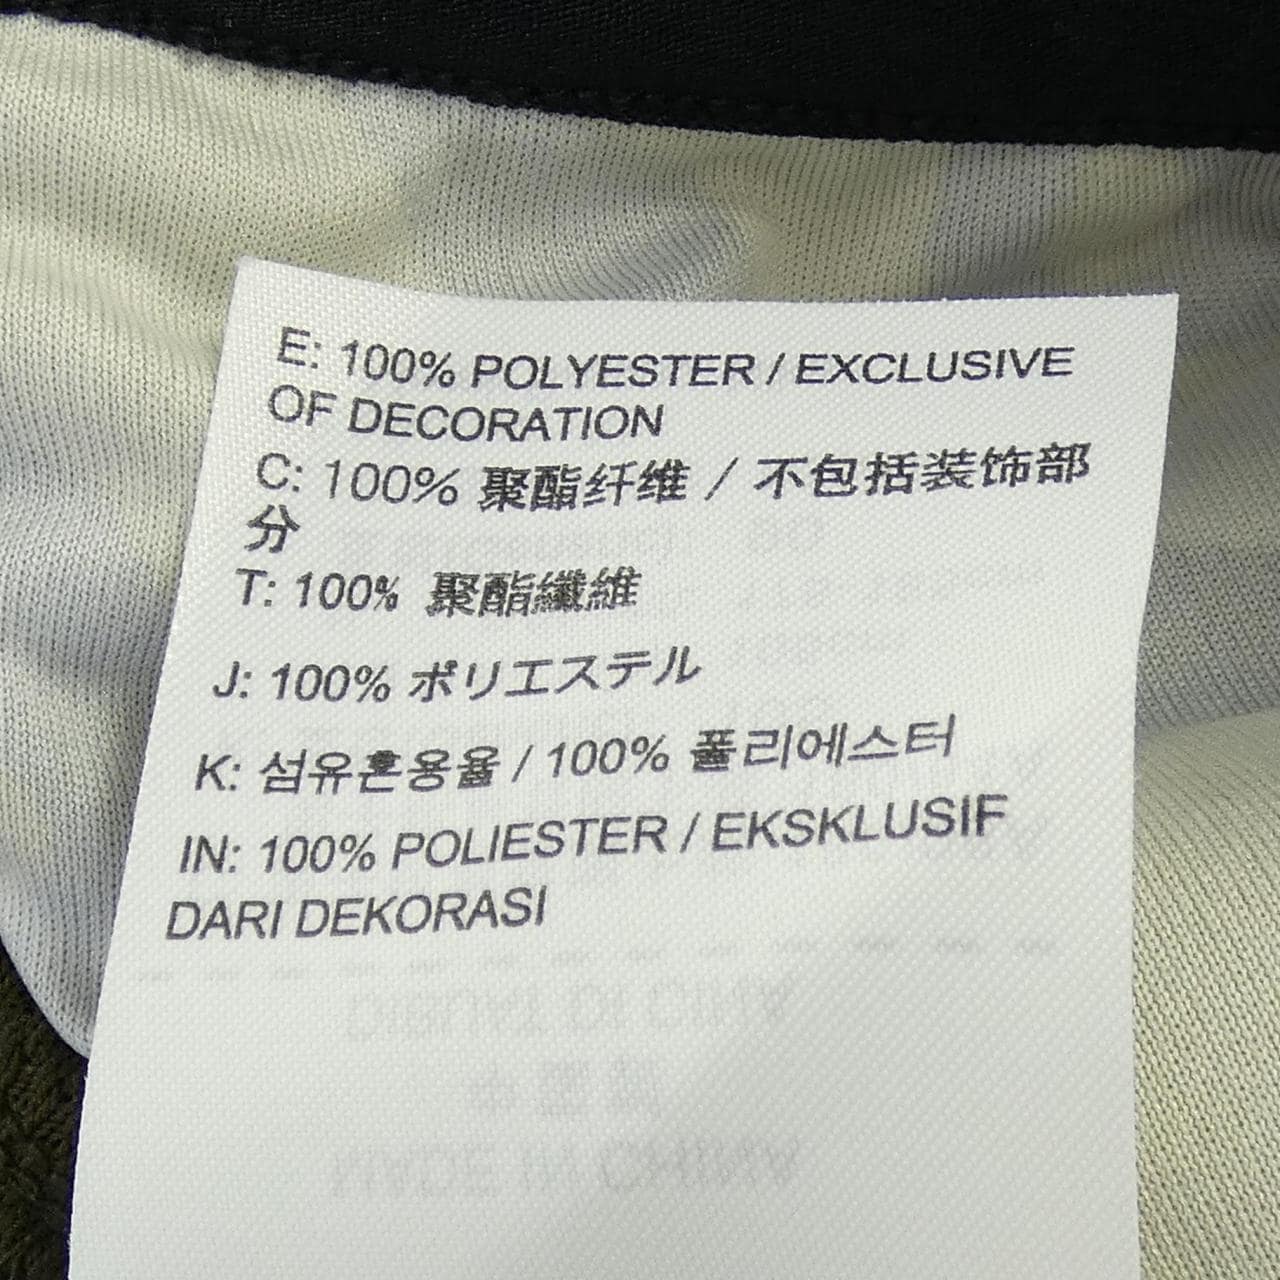 E: 100% POLYESTER / EXCLUSIVE
OF DECORATION
C: 100% 聚酯纤维 / 不包括装饰部
分
T: 100% 聚酯纖維
J: 100% ポリエステル
K: 섬유혼용율 / 100% 폴리에스터
IN: 100% POLIESTER / EKSKLUSIF
DARI DEKORASI